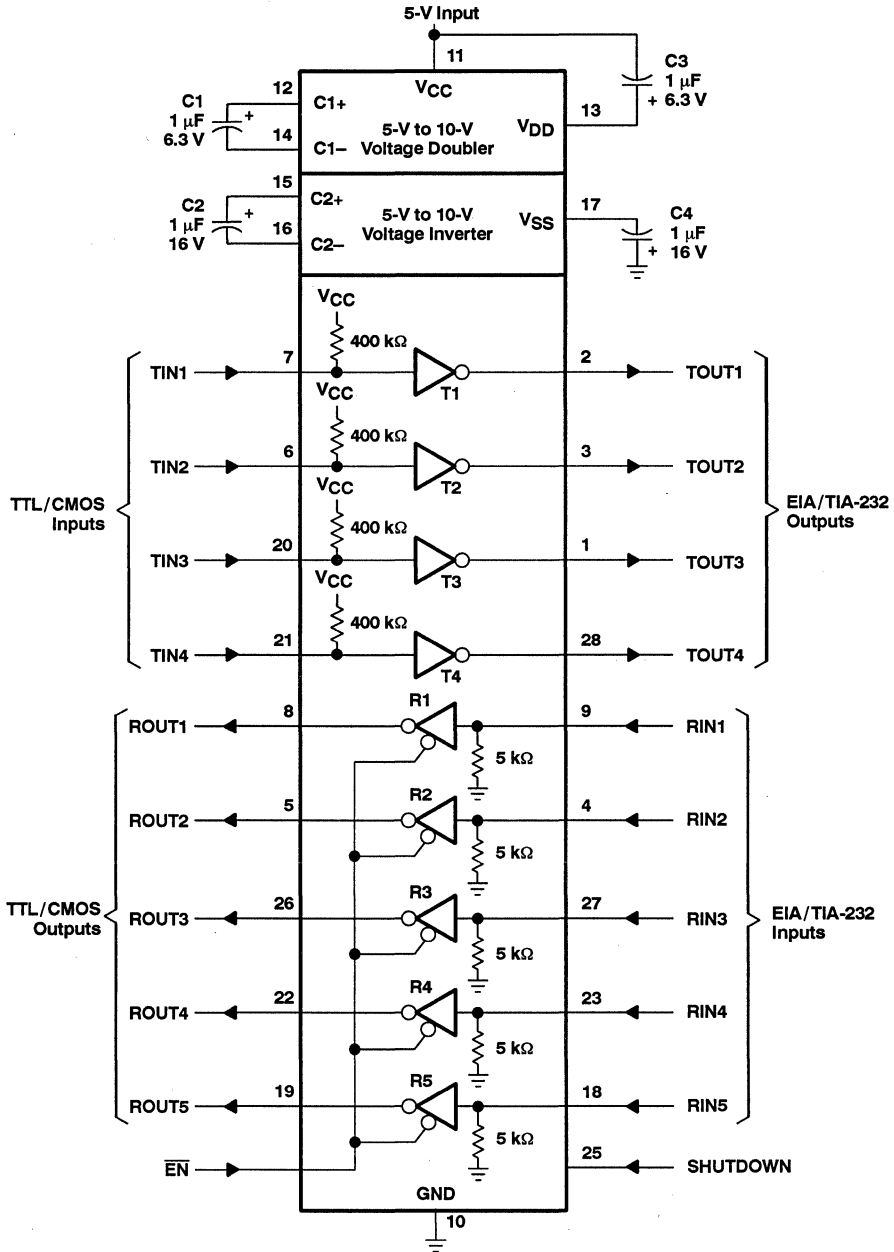 5-V Input
11
C3
1 μF
+ 6.3 V
12
C1
1 μF
6.3 V
+
14
C1+
C1–
VCC
5-V to 10-V
Voltage Doubler
VDD
13
15
C2
1 μF
16 V
+
16
C2+
C2–
5-V to 10-V
Voltage Inverter
VSS
17
C4
1 μF
+ 16 V
VCC
400 kΩ
TIN1
7
T1
2
TOUT1
VCC
400 kΩ
TIN2
6
T2
3
TOUT2
VCC
TTL/CMOS
Inputs
EIA/TIA-232
Outputs
400 kΩ
TIN3
20
T3
1
TOUT3
VCC
400 kΩ
TIN4
21
T4
28
TOUT4
R1
ROUT1
8
9
RIN1
5 kΩ
R2
ROUT2
5
4
RIN2
5 kΩ
R3
TTL/CMOS
Outputs
ROUT3
26
27
RIN3
EIA/TIA-232
Inputs
5 kΩ
R4
ROUT4
22
23
RIN4
5 kΩ
R5
ROUT5
19
18
RIN5
5 kΩ
E̅N̅
25
SHUTDOWN
GND
10